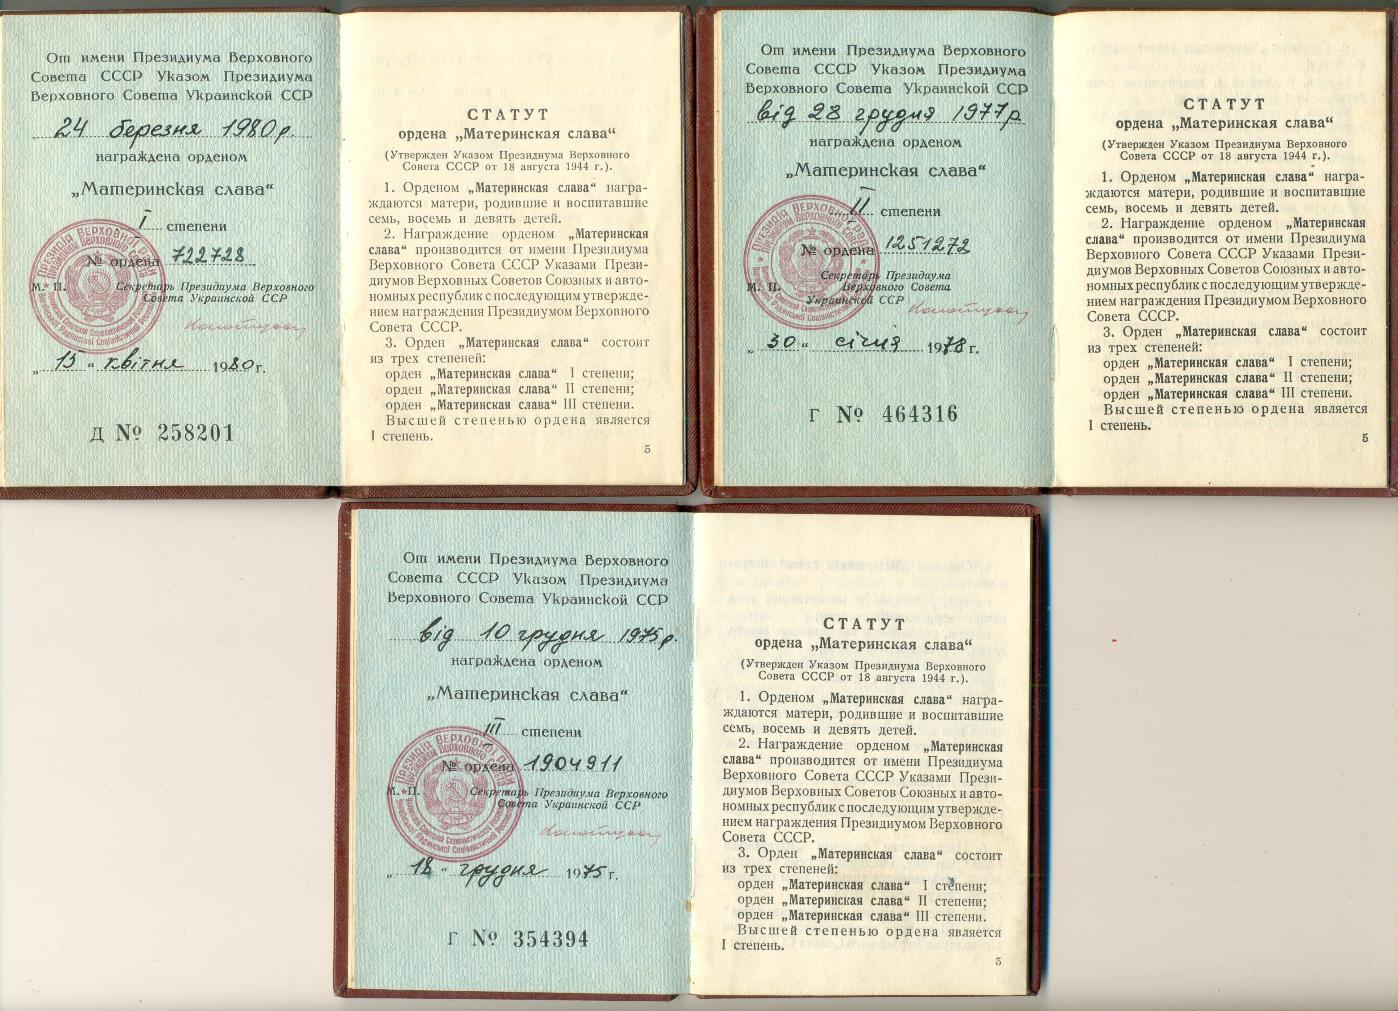 От имени Президиума Верховного
Совета СССР Указом Президиума
Верховного Совета Украинской ССР
24 березня 1980 р.
награждена орденом
„Материнская слава“
I степени
№ ордена 722728
М. П. Секретарь Президиума Верховного
Совета Украинской ССР
„15“ квітня 1980 г.
Д № 258201
СТАТУТ
ордена „Материнская слава“
(Утвержден Указом Президиума Верховного
Совета СССР от 18 августа 1944 г.).
1. Орденом „Материнская слава“ награ-
ждаются матери, родившие и воспитавшие
семь, восемь и девять детей.
2. Награждение орденом „Материнская
слава“ производится от имени Президиума
Верховного Совета СССР Указами Прези-
диумов Верховных Советов Союзных и авто-
номных республик с последующим утвержде-
нием награждения Президиумом Верховного
Совета СССР.
3. Орден „Материнская слава“ состоит
из трех степеней:
орден „Материнская слава“ I степени;
орден „Материнская слава“ II степени;
орден „Материнская слава“ III степени.
Высшей степенью ордена является
I степень.
5
От имени Президиума Верховного
Совета СССР Указом Президиума
Верховного Совета Украинской ССР
від 28 грудня 1977 р
награждена орденом
„Материнская слава“
II степени
№ ордена 1251272
Секретарь Президиума
М. П. Верховного Совета
Украинской ССР
„30“ січня 1978 г.
Г № 464316
СТАТУТ
ордена „Материнская слава“
(Утвержден Указом Президиума Верховного
Совета СССР от 18 августа 1944 г.).
1. Орденом „Материнская слава“ награ-
ждаются матери, родившие и воспитавшие
семь, восемь и девять детей.
2. Награждение орденом „Материнская
слава“ производится от имени Президиума
Верховного Совета СССР Указами Прези-
диумов Верховных Советов Союзных и авто-
номных республик с последующим утвержде-
нием награждения Президиумом Верховного
Совета СССР.
3. Орден „Материнская слава“ состоит
из трех степеней:
орден „Материнская слава“ I степени;
орден „Материнская слава“ II степени;
орден „Материнская слава“ III степени.
Высшей степенью ордена является
I степень.
5
От имени Президиума Верховного
Совета СССР Указом Президиума
Верховного Совета Украинской ССР
від 10 грудня 1975 р.
награждена орденом
„Материнская слава“
III степени
№ ордена 1904911
М. П. Секретарь Президиума Верховного
Совета Украинской ССР
„18“ грудня 1975 г.
Г № 354394
СТАТУТ
ордена „Материнская слава“
(Утвержден Указом Президиума Верховного
Совета СССР от 18 августа 1944 г.).
1. Орденом „Материнская слава“ награ-
ждаются матери, родившие и воспитавшие
семь, восемь и девять детей.
2. Награждение орденом „Материнская
слава“ производится от имени Президиума
Верховного Совета СССР Указами Прези-
диумов Верховных Советов Союзных и авто-
номных республик с последующим утвержде-
нием награждения Президиумом Верховного
Совета СССР.
3. Орден „Материнская слава“ состоит
из трех степеней:
орден „Материнская слава“ I степени;
орден „Материнская слава“ II степени;
орден „Материнская слава“ III степени.
Высшей степенью ордена является
I степень.
5